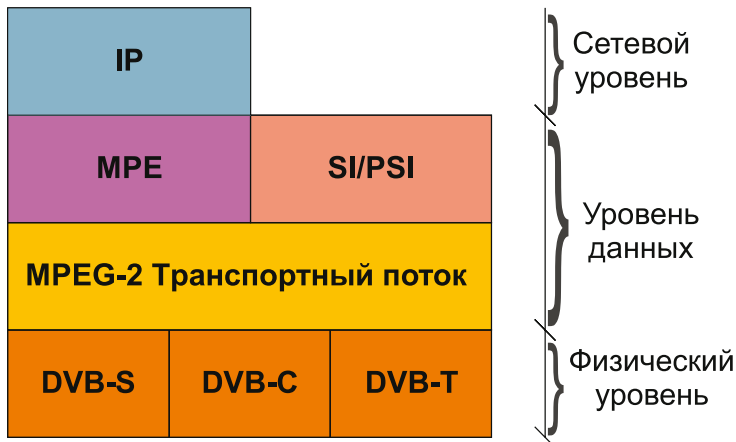 IP
Сетевой
уровень
MPE
SI/PSI
Уровень
данных
MPEG-2 Транспортный поток
DVB-S
DVB-C
DVB-T
Физический
уровень